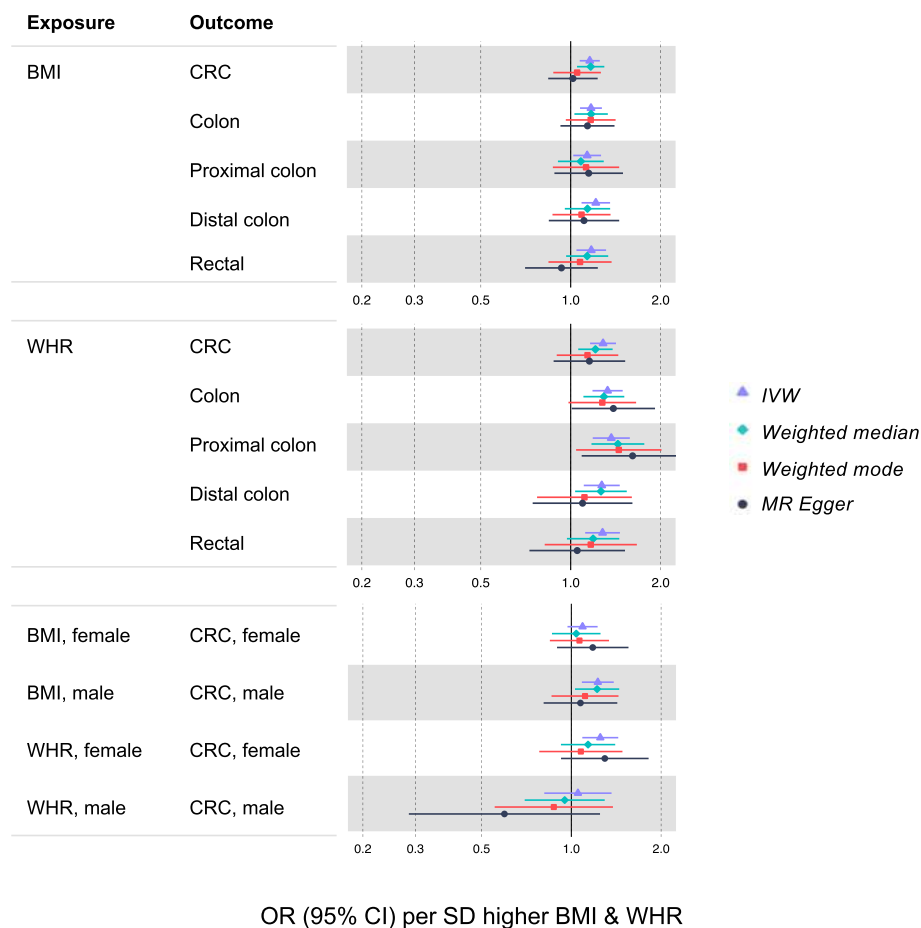 Exposure Outcome
BMI CRC
Colon
Proximal colon
Distal colon
Rectal
0.2 0.3 0.5 1.0 2.0
WHR CRC
Colon
Proximal colon
Distal colon
Rectal
0.2 0.3 0.5 1.0 2.0
IVW
Weighted median
Weighted mode
MR Egger
BMI, female CRC, female
BMI, male CRC, male
WHR, female CRC, female
WHR, male CRC, male
0.2 0.3 0.5 1.0 2.0
OR (95% CI) per SD higher BMI & WHR